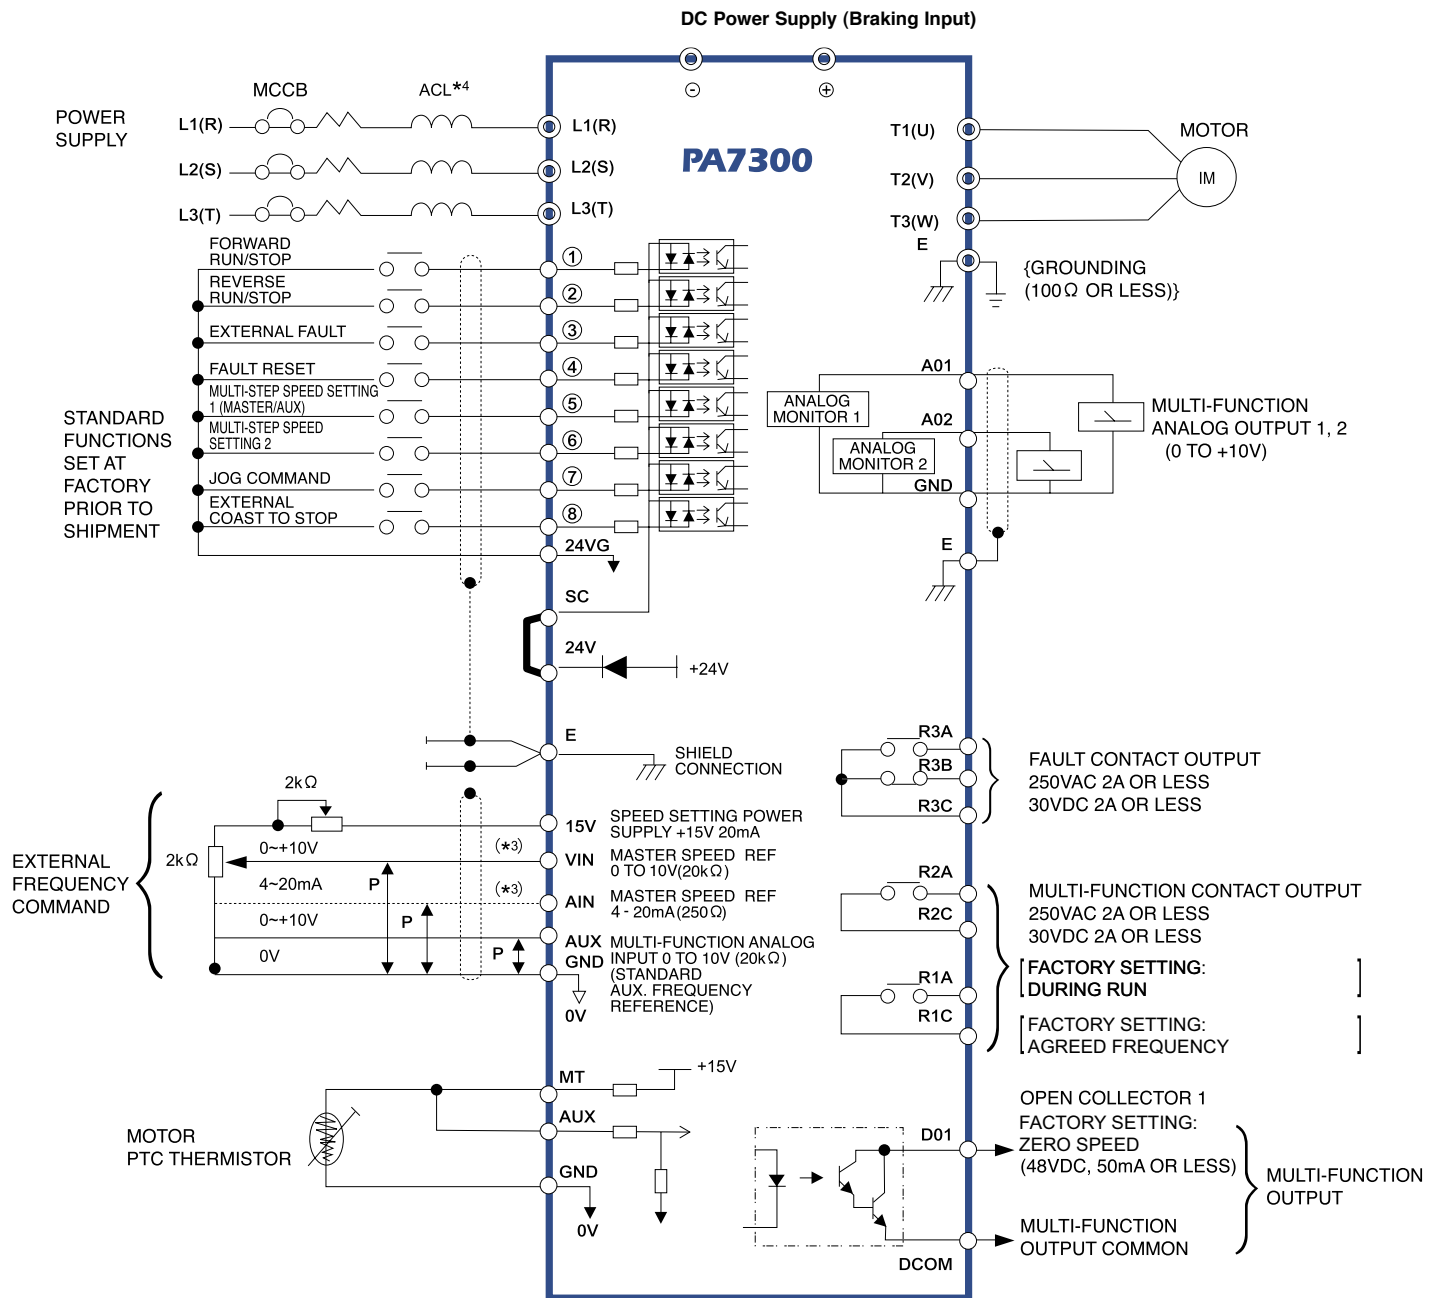 DC Power Supply (Braking Input)
- +
POWER
SUPPLY
MCCB
ACL*4
L1(R)
L2(S)
L3(T)
L1(R)
L2(S)
L3(T)
PA7300
T1(U)
T2(V)
T3(W)
E
MOTOR
IM
{GROUNDING
(100Ω OR LESS)}
STANDARD
FUNCTIONS
SET AT
FACTORY
PRIOR TO
SHIPMENT
FORWARD
RUN/STOP
1
REVERSE
RUN/STOP
2
EXTERNAL FAULT
3
FAULT RESET
4
MULTI-STEP SPEED SETTING
1 (MASTER/AUX)
5
MULTI-STEP SPEED
SETTING 2
6
JOG COMMAND
7
EXTERNAL
COAST TO STOP
8
24VG
SC
24V
+24V
E
SHIELD
CONNECTION
A01
ANALOG
MONITOR 1
A02
ANALOG
MONITOR 2
GND
E
MULTI-FUNCTION
ANALOG OUTPUT 1, 2
(0 TO +10V)
R3A
R3B
R3C
FAULT CONTACT OUTPUT
250VAC 2A OR LESS
30VDC 2A OR LESS
EXTERNAL
FREQUENCY
COMMAND
2kΩ
2kΩ
0~+10V
4~20mA
0~+10V
0V
P
P
P
(*3)
(*3)
15V
SPEED SETTING POWER
SUPPLY +15V 20mA
VIN
MASTER SPEED REF
0 TO 10V(20kΩ)
AIN
MASTER SPEED REF
4 - 20mA(250Ω)
AUX
GND
MULTI-FUNCTION ANALOG
INPUT 0 TO 10V (20kΩ)
(STANDARD
AUX. FREQUENCY
REFERENCE)
0V
R2A
R2C
R1A
R1C
MULTI-FUNCTION CONTACT OUTPUT
250VAC 2A OR LESS
30VDC 2A OR LESS
[FACTORY SETTING:
DURING RUN]
[FACTORY SETTING:
AGREED FREQUENCY]
MOTOR
PTC THERMISTOR
MT
+15V
AUX
GND
0V
D01
DCOM
OPEN COLLECTOR 1
FACTORY SETTING:
ZERO SPEED
(48VDC, 50mA OR LESS)
MULTI-FUNCTION
OUTPUT COMMON
MULTI-FUNCTION
OUTPUT